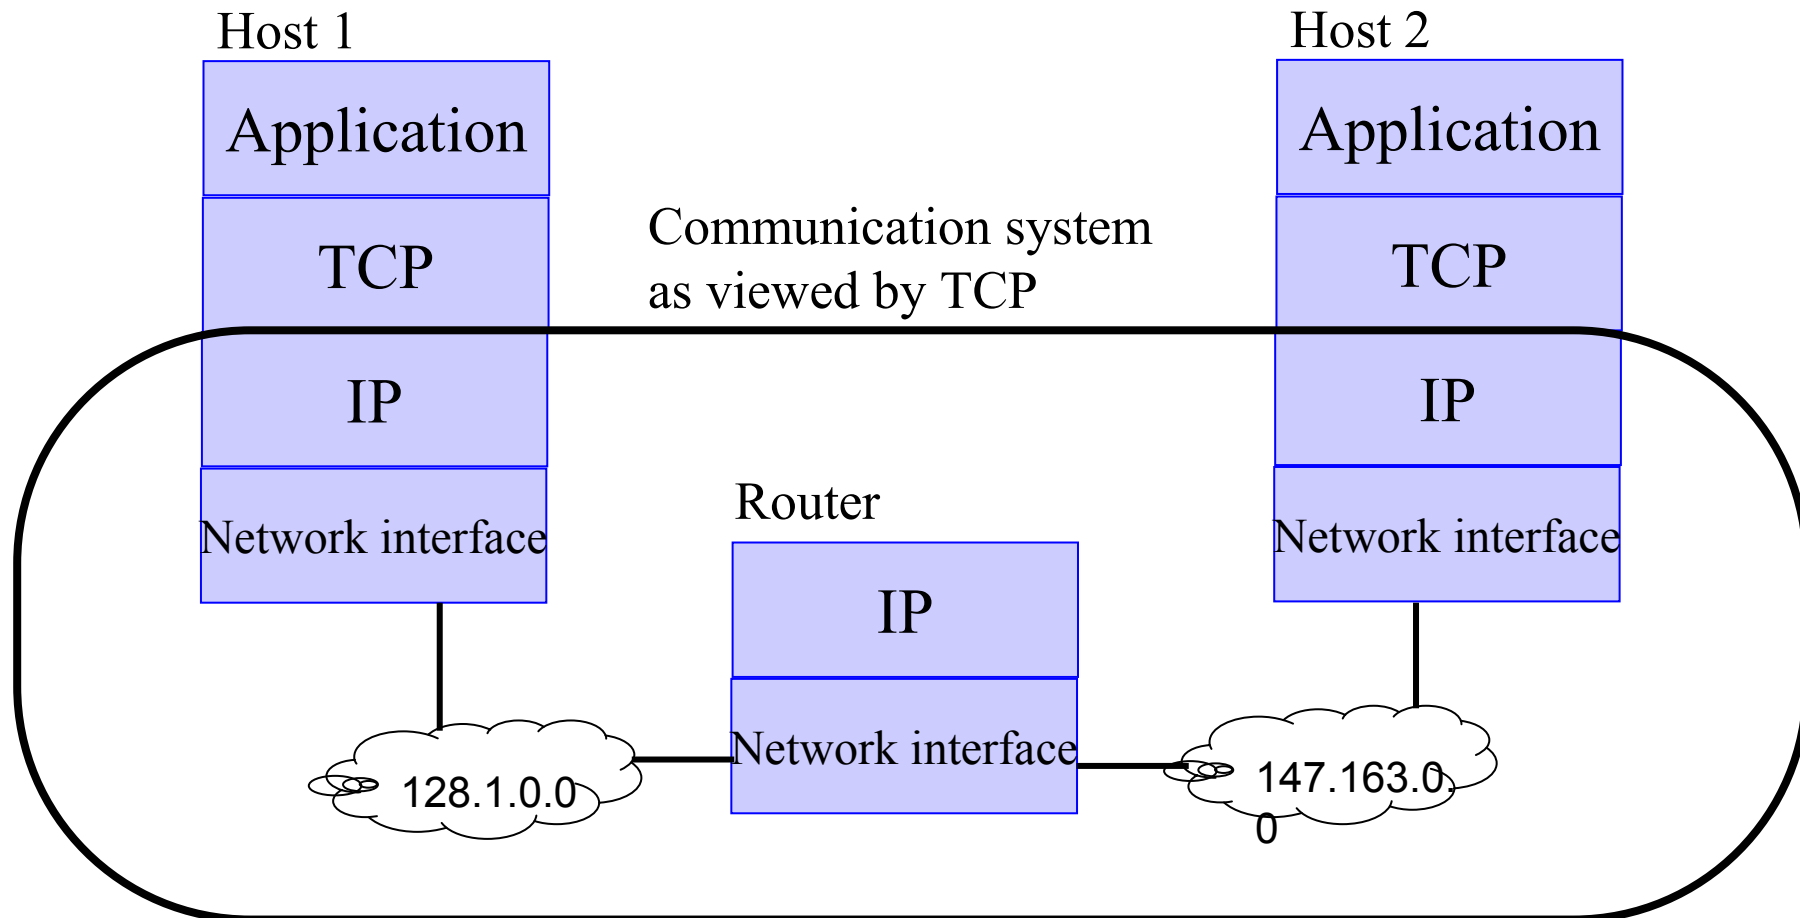 Host 1
Application
TCP
IP
Network interface
Communication system
as viewed by TCP
Host 2
Application
TCP
IP
Network interface
Router
IP
Network interface
128.1.0.0
147.163.0.
0